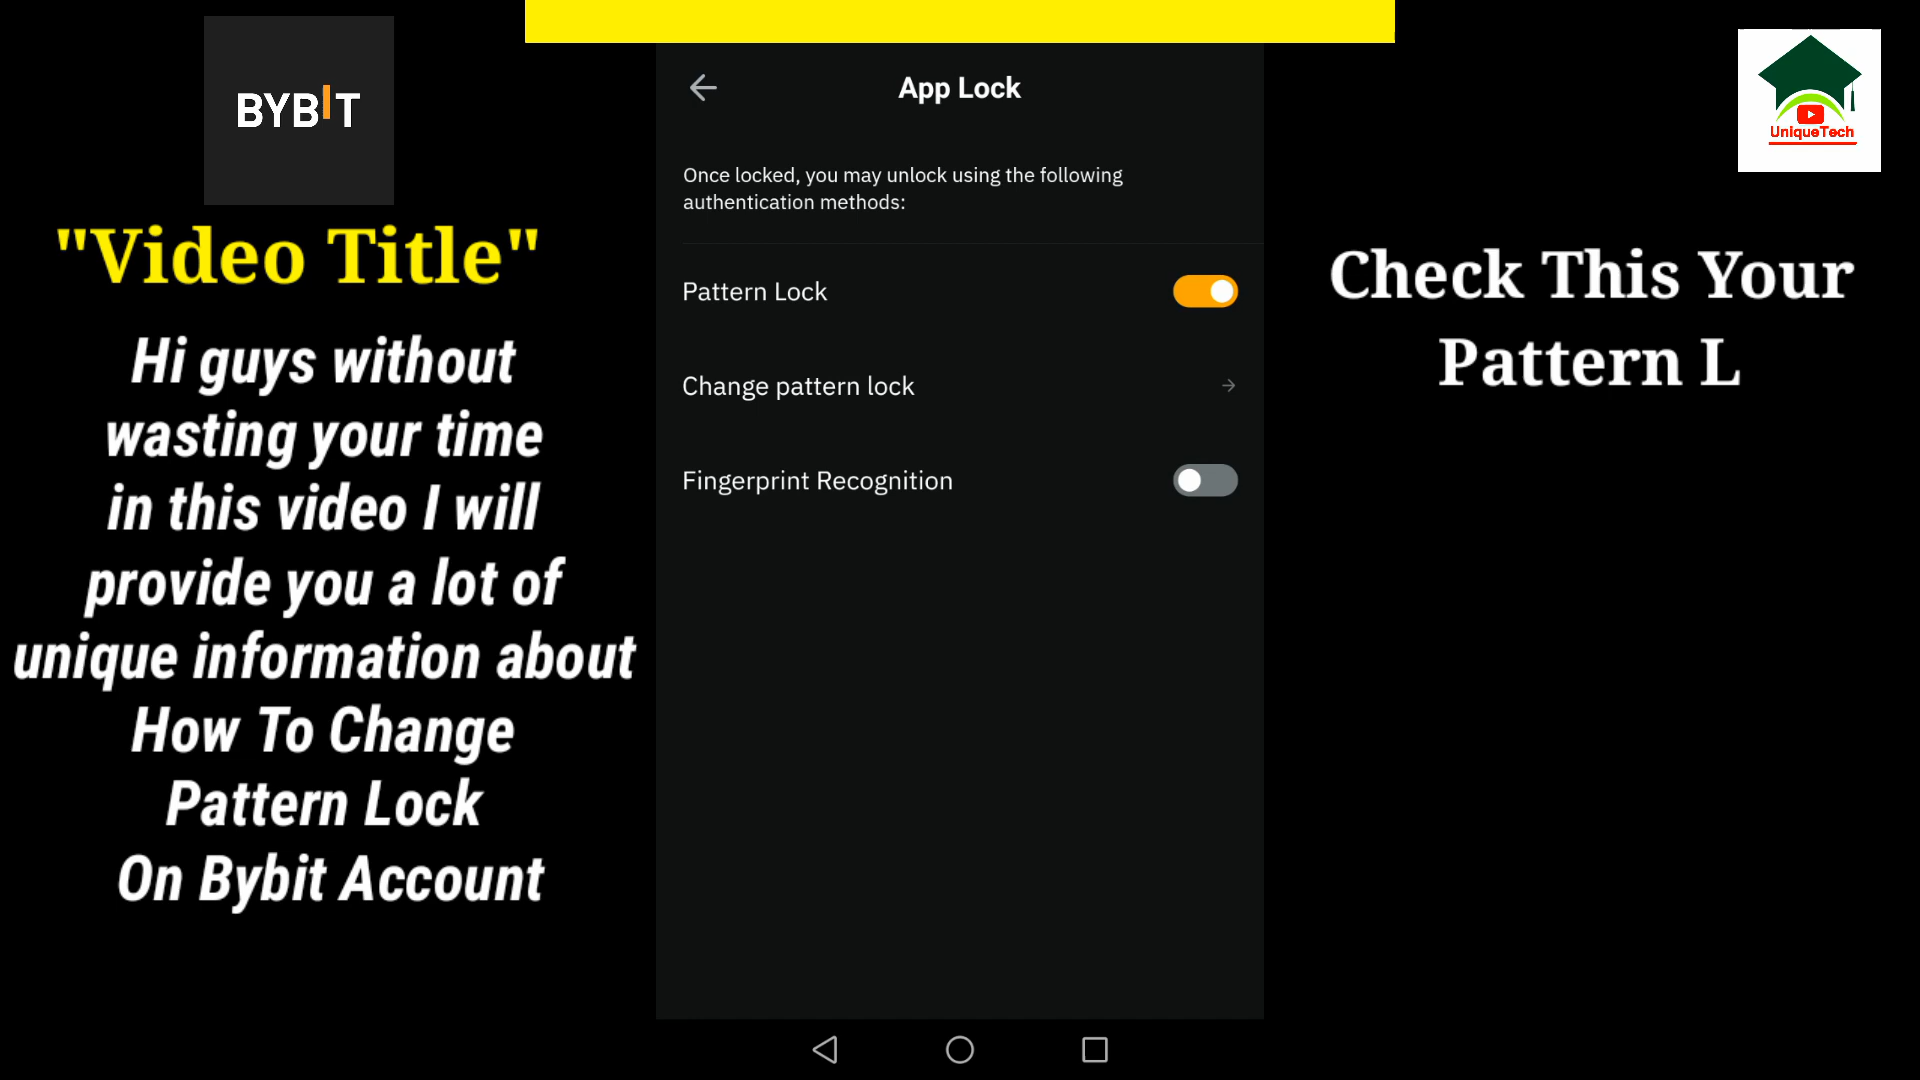 BYBIT
"Video Title"
Hi guys without
wasting your time
in this video I will
provide you a lot of
unique information about
How To Change
Pattern Lock
On Bybit Account
App Lock
Once locked, you may unlock using the following
authentication methods:
Pattern Lock
Change pattern lock
Fingerprint Recognition
UniqueTech
Check This Your
Pattern L